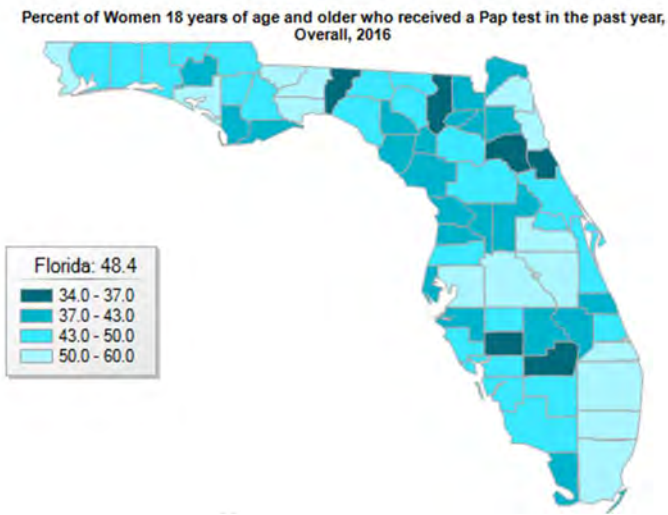 Percent of Women 18 years of age and older who received a Pap test in the past year,
Overall, 2016
Florida: 48.4
34.0 - 37.0
37.0 - 43.0
43.0 - 50.0
50.0 - 60.0